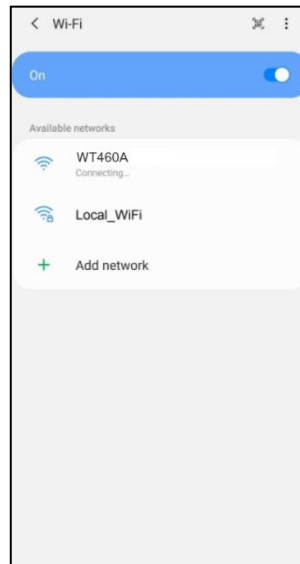 Wi-Fi
On
Available networks
WT460A
Connecting...
Local_WiFi
+ Add network